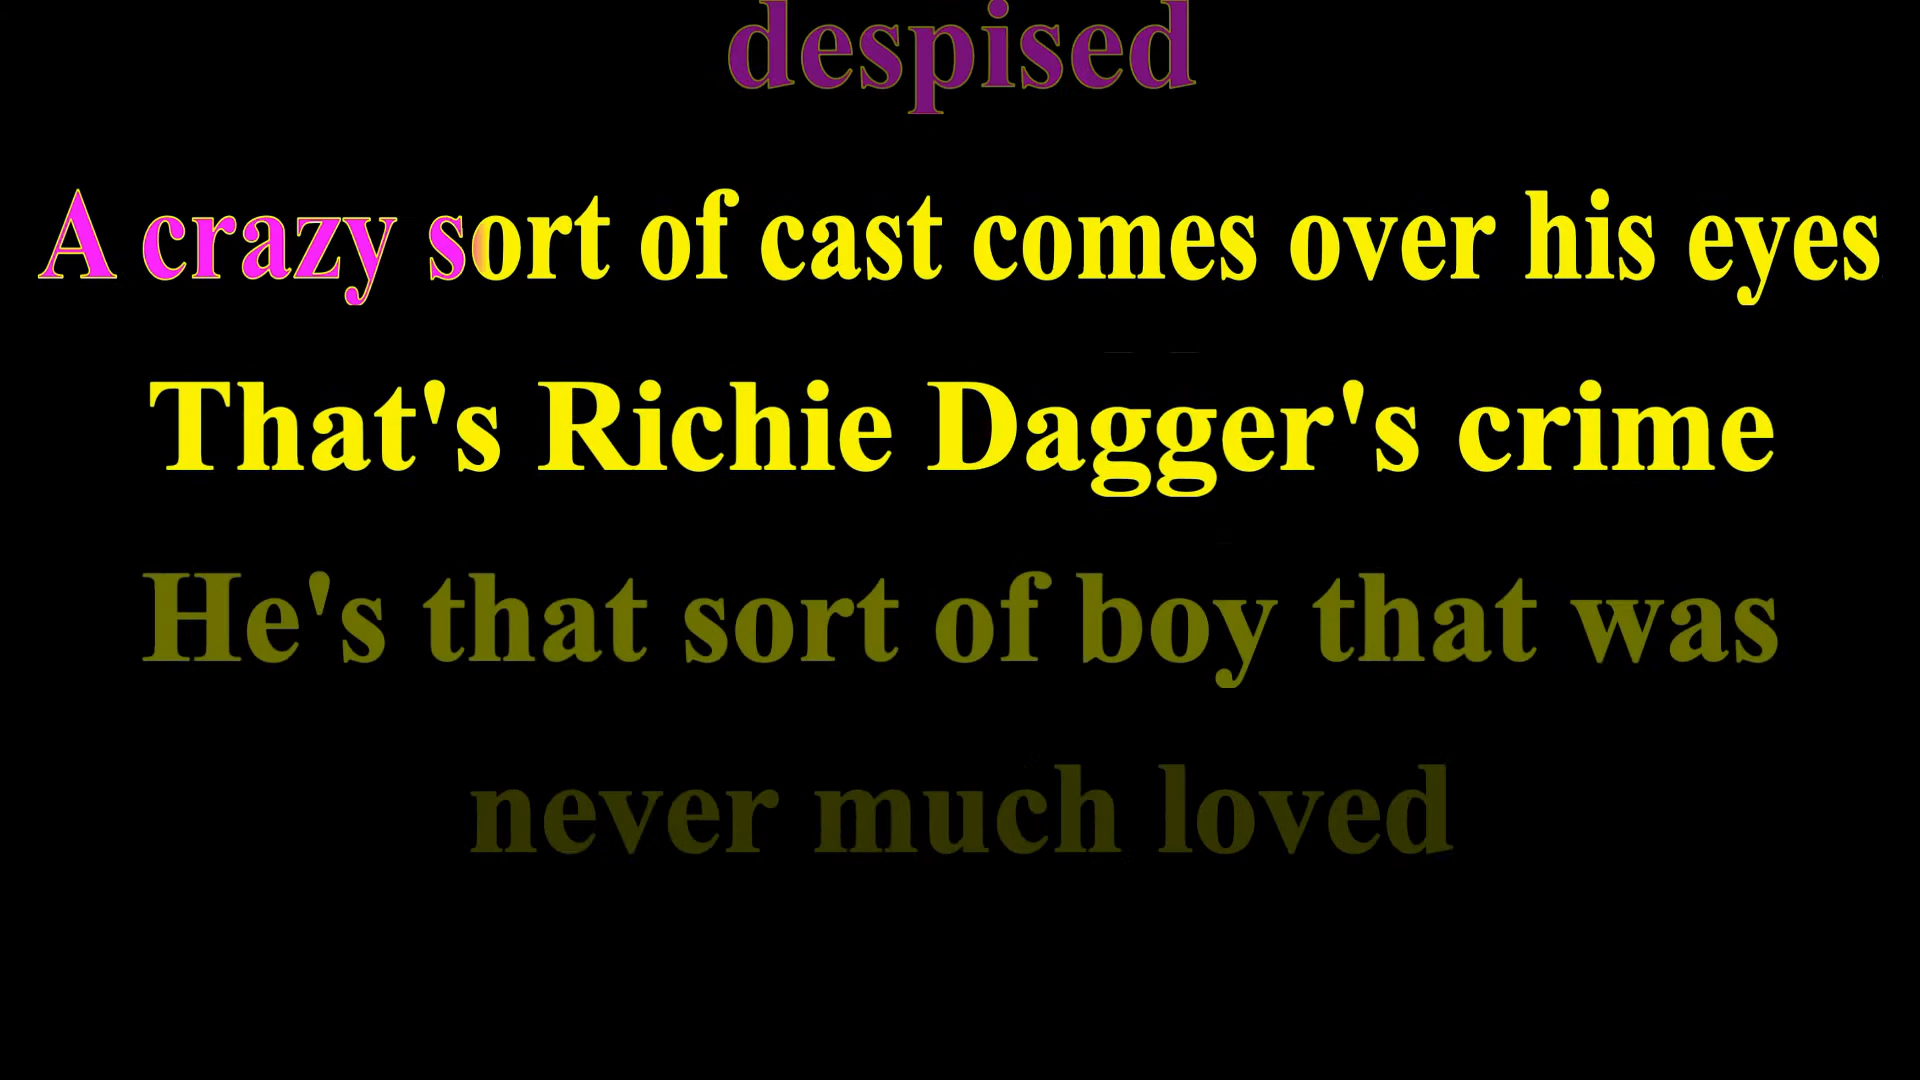 despised
A crazy sort of cast comes over his eyes
That's Richie Dagger's crime
He's that sort of boy that was
never much loved